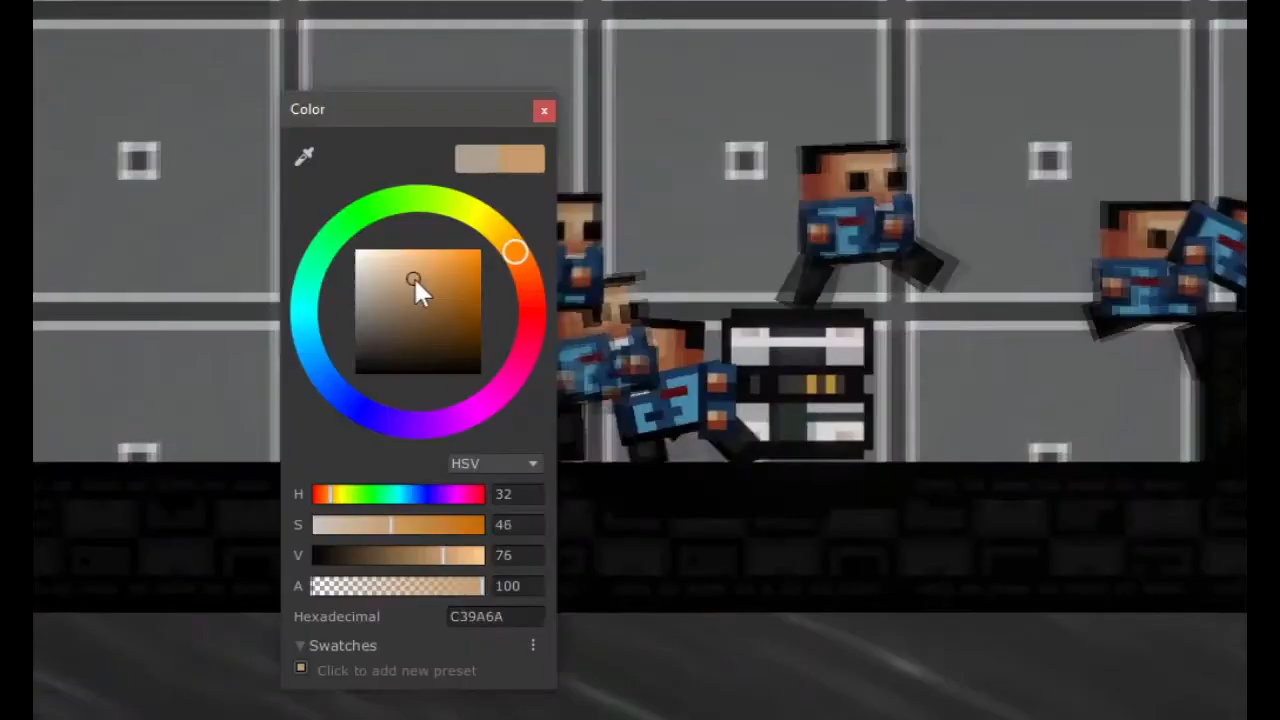 Color
x
HSV
H 32
S 46
V 76
A 100
Hexadecimal C39A6A
Swatches
Click to add new preset